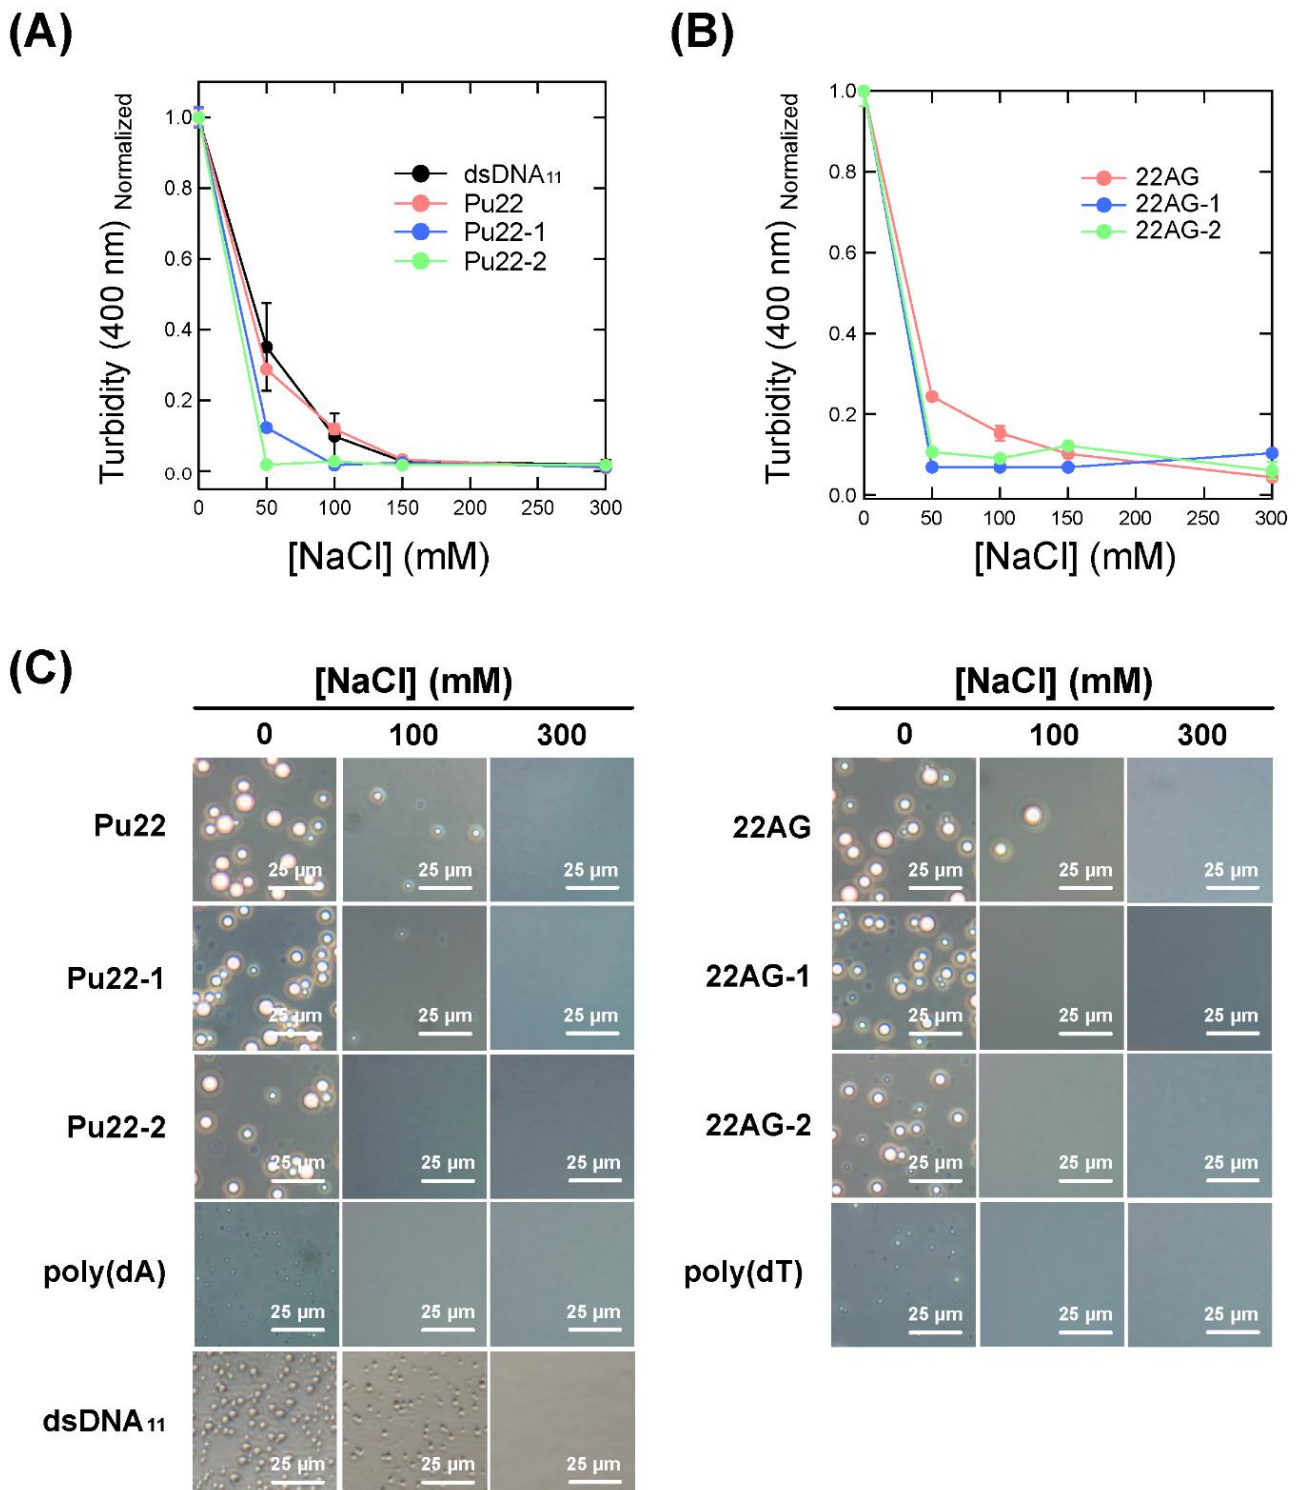 (A)
Turbidity (400 nm) Normalized
1.0
0.8
0.6
0.4
0.2
0.0
0 50 100 150 200 250 300
[NaCl] (mM)
dsDNA11
Pu22
Pu22-1
Pu22-2
(B)
Turbidity (400 nm) Normalized
1.0
0.8
0.6
0.4
0.2
0.0
0 50 100 150 200 250 300
[NaCl] (mM)
22AG
22AG-1
22AG-2
(C)
[NaCl] (mM)
0 100 300
Pu22
25 µm 25 µm 25 µm
Pu22-1
25 µm 25 µm 25 µm
Pu22-2
25 µm 25 µm 25 µm
poly(dA)
25 µm 25 µm 25 µm
dsDNA11
25 µm 25 µm 25 µm
[NaCl] (mM)
0 100 300
22AG
25 µm 25 µm 25 µm
22AG-1
25 µm 25 µm 25 µm
22AG-2
25 µm 25 µm 25 µm
poly(dT)
25 µm 25 µm 25 µm